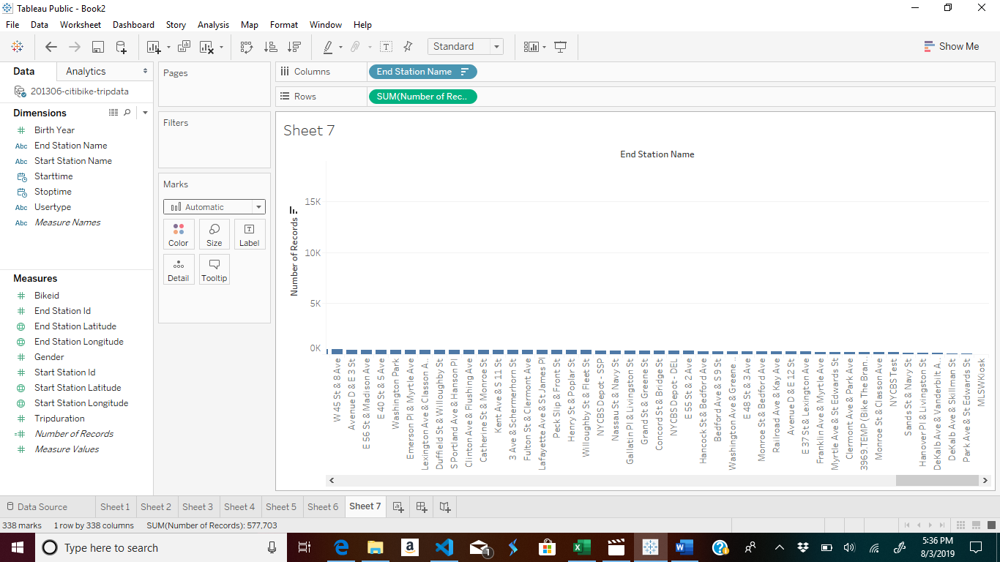 Tableau Public - Book2
File Data Worksheet Dashboard Story Analysis Map Format Window Help
Standard
Show Me
Data Analytics
201306-citibike-tripdata
Dimensions
Birth Year
Abc End Station Name
Abc Start Station Name
Starttime
Stoptime
Abc Usertype
Abc Measure Names
Measures
Bikeid
End Station Id
End Station Latitude
End Station Longitude
Gender
Start Station Id
Start Station Latitude
Start Station Longitude
Tripduration
Number of Records
Measure Values
Pages
Filters
Marks
Automatic
Color Size Label
Detail Tooltip
Columns End Station Name
Rows SUM(Number of Rec..
Sheet 7
End Station Name
Number of Records
15K
10K
5K
0K
W 45 St & 8 Ave
Avenue D & E 3 St
E 56 St & Madison Ave
E 40 St & 5 Ave
Washington Park
Emerson Pl & Myrtle Ave
Lexington Ave & Classon A..
Duffield St & Willoughby St
S Portland Ave & Hanson Pl
Clinton Ave & Flushing Ave
Catherine St & Monroe St
Kent Ave & S 11 St
3 Ave & Schermerhorn St
Fulton St & Clermont Ave
Lafayette Ave & St James Pl
Peck Slip & Front St
Henry St & Poplar St
Willoughby St & Fleet St
NYCBS Depot - SSP
Nassau St & Navy St
Gallatin Pl & Livingston St
Grand St & Greene St
Concord St & Bridge St
NYCBS Depot - DEL
E 55 St & 2 Ave
Hancock St & Bedford Ave
Bedford Ave & S 9 St
Washington Ave & Greene ..
E 48 St & 3 Ave
Monroe St & Bedford Ave
Railroad Ave & Kay Ave
Avenue D & E 12 St
E 37 St & Lexington Ave
Franklin Ave & Myrtle Ave
Myrtle Ave & St Edwards St
Clermont Ave & Park Ave
3969.TEMP (Bike The Bran..
Monroe St & Classon Ave
NYCBS Test
Sands St & Navy St
Hanover Pl & Livingston St
DeKalb Ave & Vanderbilt A..
DeKalb Ave & Skillman St
Park Ave & St Edwards St
MLSWKiosk
Data Source Sheet 1 Sheet 2 Sheet 3 Sheet 4 Sheet 5 Sheet 6 Sheet 7
338 marks 1 row by 338 columns SUM(Number of Records): 577,703
Type here to search
1
5:36 PM
8/3/2019